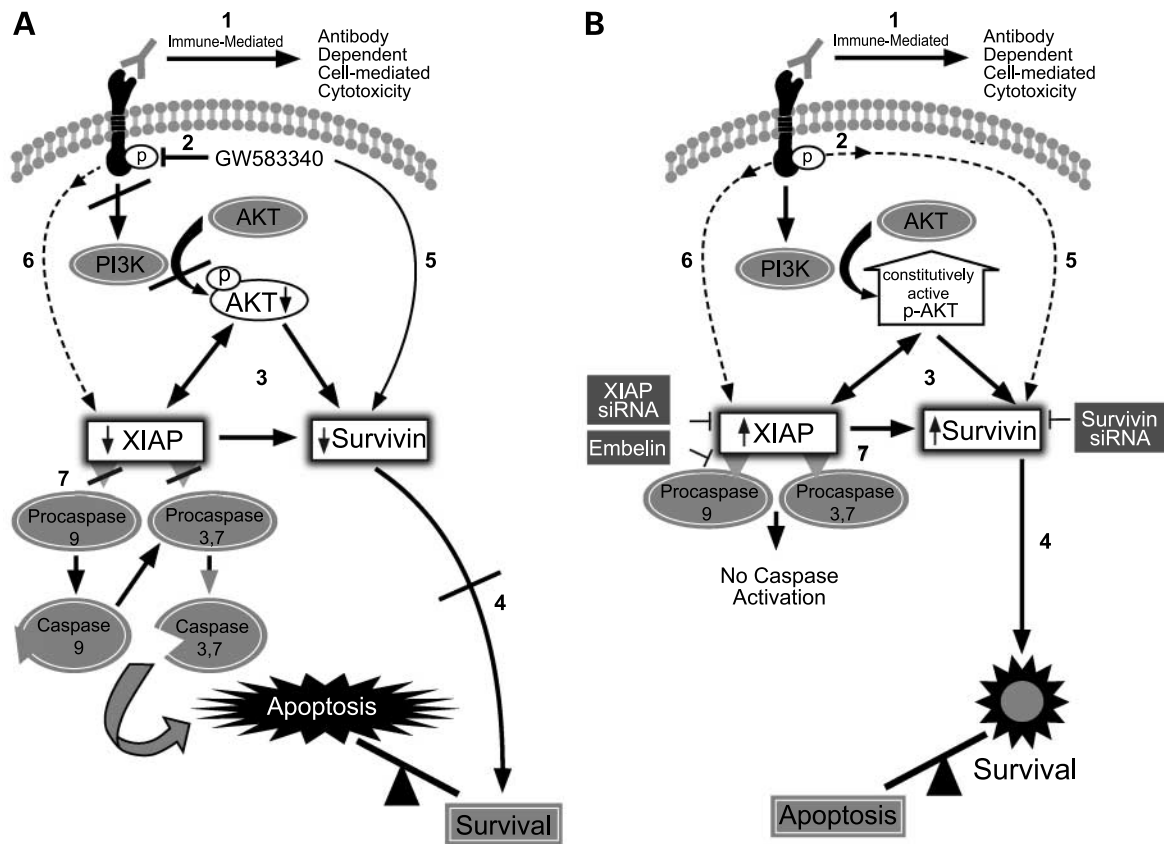 A
1
Immune-Mediated
Antibody
Dependent
Cell-mediated
Cytotoxicity
2
p
GW583340
AKT
6
PI3K
5
p
AKT
3
XIAP
Survivin
7
Procaspase
9
Procaspase
3,7
4
Caspase
9
Caspase
3,7
Apoptosis
Survival
B
1
Immune-Mediated
Antibody
Dependent
Cell-mediated
Cytotoxicity
2
p
AKT
6
PI3K
5
constitutively
active
p-AKT
3
XIAP
siRNA
Embelin
XIAP
Survivin
Survivin
siRNA
7
Procaspase
9
Procaspase
3,7
4
No Caspase
Activation
Survival
Apoptosis